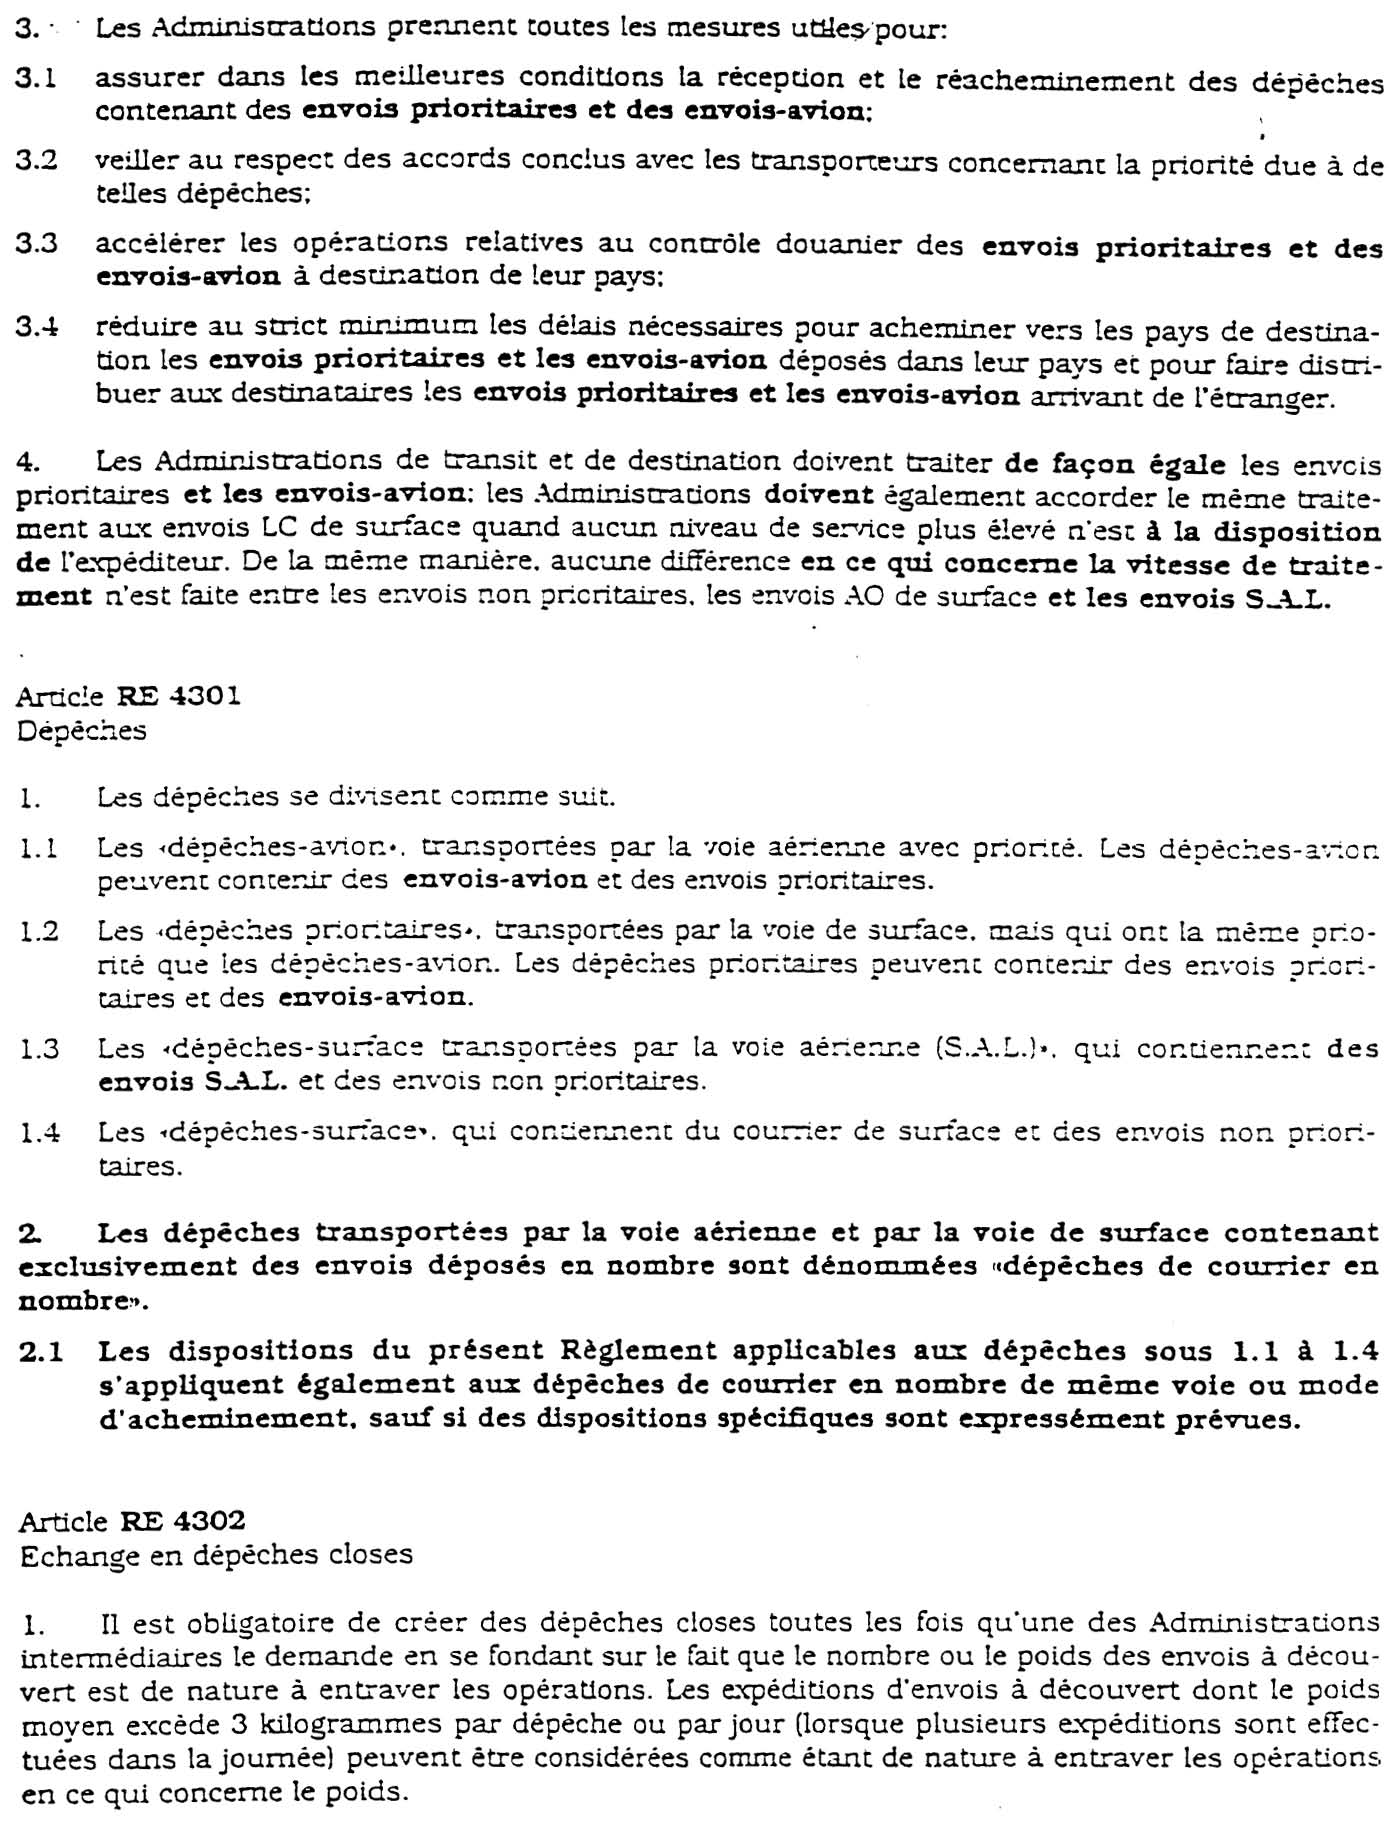 3. Les Administrations prennent toutes les mesures utiles pour:
3.1 assurer dans les meilleures conditions la réception et le réacheminement des dépêches
contenant des envois prioritaires et des envois-avion;
3.2 veiller au respect des accords conclus avec les transporteurs concernant la priorité due à de
telles dépêches;
3.3 accélérer les opérations relatives au contrôle douanier des envois prioritaires et des
envois-avion à destination de leur pays;
3.4 réduire au strict minimum les délais nécessaires pour acheminer vers les pays de destina-
tion les envois prioritaires et les envois-avion déposés dans leur pays et pour faire distri-
buer aux destinataires les envois prioritaires et les envois-avion arrivant de l'étranger.
4. Les Administrations de transit et de destination doivent traiter de façon égale les envois
prioritaires et les envois-avion; les Administrations doivent également accorder le même traite-
ment aux envois LC de surface quand aucun niveau de service plus élevé n'est à la disposition
de l'expéditeur. De la même manière, aucune différence en ce qui concerne la vitesse de traite-
ment n'est faite entre les envois non prioritaires, les envois AO de surface et les envois S.A.L.
Article RE 4301
Dépêches
1. Les dépêches se divisent comme suit.
1.1 Les «dépêches-avion», transportées par la voie aérienne avec priorité. Les dépêches-avion
peuvent contenir des envois-avion et des envois prioritaires.
1.2 Les «dépêches prioritaires», transportées par la voie de surface, mais qui ont la même prio-
rité que les dépêches-avion. Les dépêches prioritaires peuvent contenir des envois priori-
taires et des envois-avion.
1.3 Les «dépêches-surface transportées par la voie aérienne (S.A.L.)», qui contiennent des
envois S.A.L. et des envois non prioritaires.
1.4 Les «dépêches-surface», qui contiennent du courrier de surface et des envois non priori-
taires.
2. Les dépêches transportées par la voie aérienne et par la voie de surface contenant
exclusivement des envois déposés en nombre sont dénommées «dépêches de courrier en
nombre».
2.1 Les dispositions du présent Règlement applicables aux dépêches sous 1.1 à 1.4
s'appliquent également aux dépêches de courrier en nombre de même voie ou mode
d'acheminement, sauf si des dispositions spécifiques sont expressément prévues.
Article RE 4302
Echange en dépêches closes
1. Il est obligatoire de créer des dépêches closes toutes les fois qu'une des Administrations
intermédiaires le demande en se fondant sur le fait que le nombre ou le poids des envois à décou-
vert est de nature à entraver les opérations. Les expéditions d'envois à découvert dont le poids
moyen excède 3 kilogrammes par dépêche ou par jour (lorsque plusieurs expéditions sont effec-
tuées dans la journée) peuvent être considérées comme étant de nature à entraver les opérations
en ce qui concerne le poids.